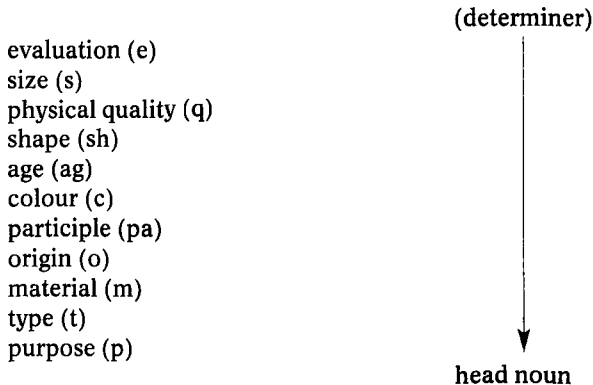 (determiner)
evaluation (e)
size (s)
physical quality (q)
shape (sh)
age (ag)
colour (c)
participle (pa)
origin (o)
material (m)
type (t)
purpose (p)
head noun